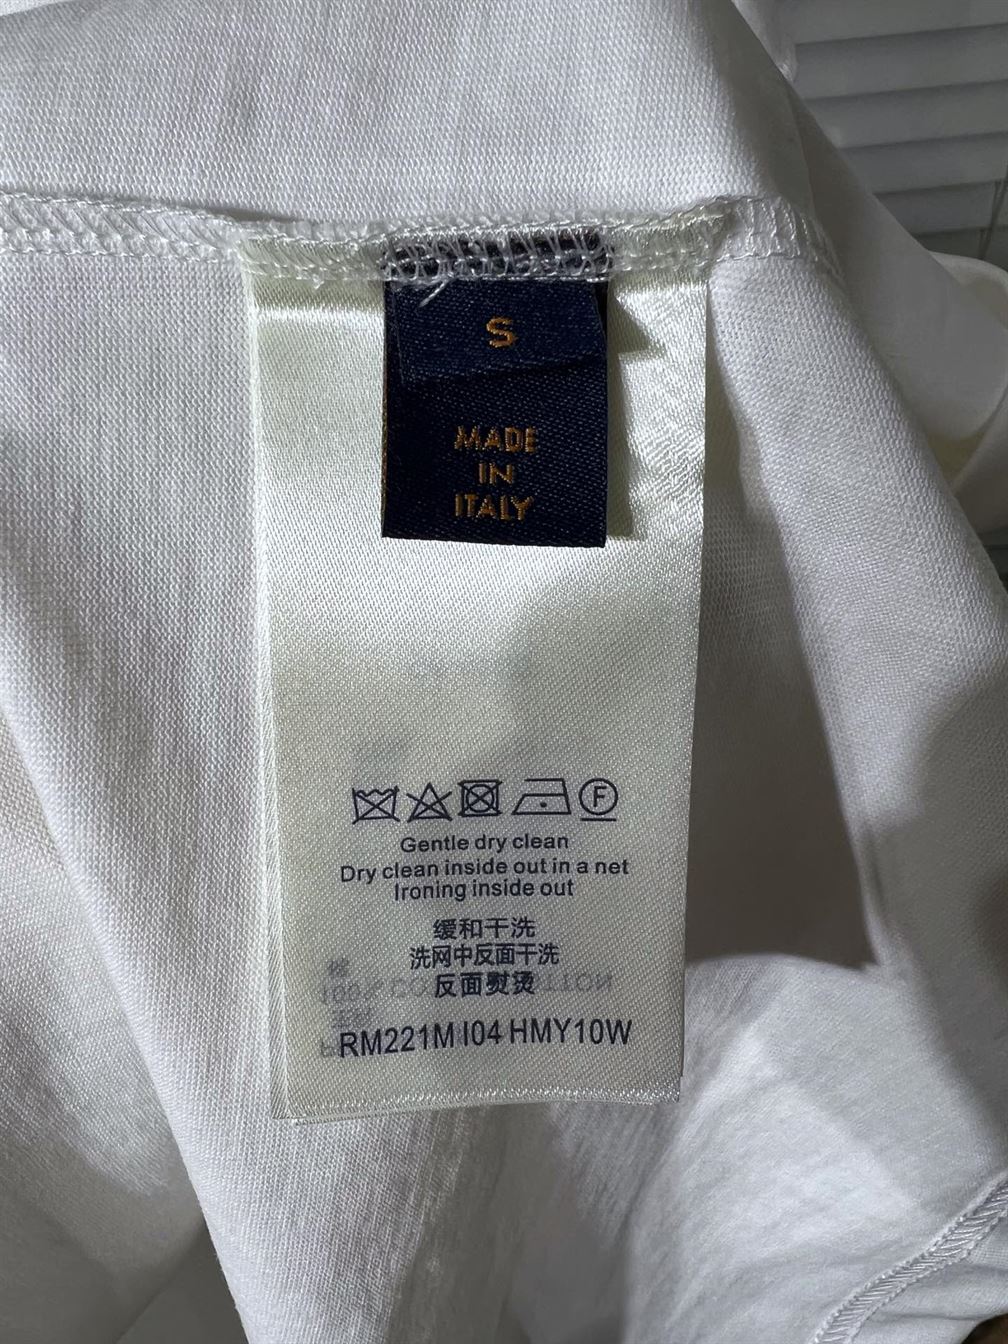 S
MADE
IN
ITALY
F
Gentle dry clean
Dry clean inside out in a net
Ironing inside out
缓和干洗
洗网中反面干洗
反面熨烫
RM221M I04 HMY10W